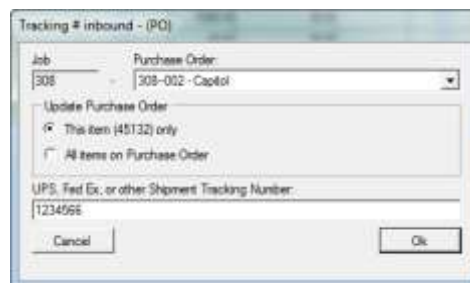 Tracking # inbound - (PO)
Job Purchase Order:
308 - 308--002 - Capitol
Update Purchase Order
This item (45132) only
All items on Purchase Order
UPS, Fed Ex, or other Shipment Tracking Number:
1234566
Cancel Ok